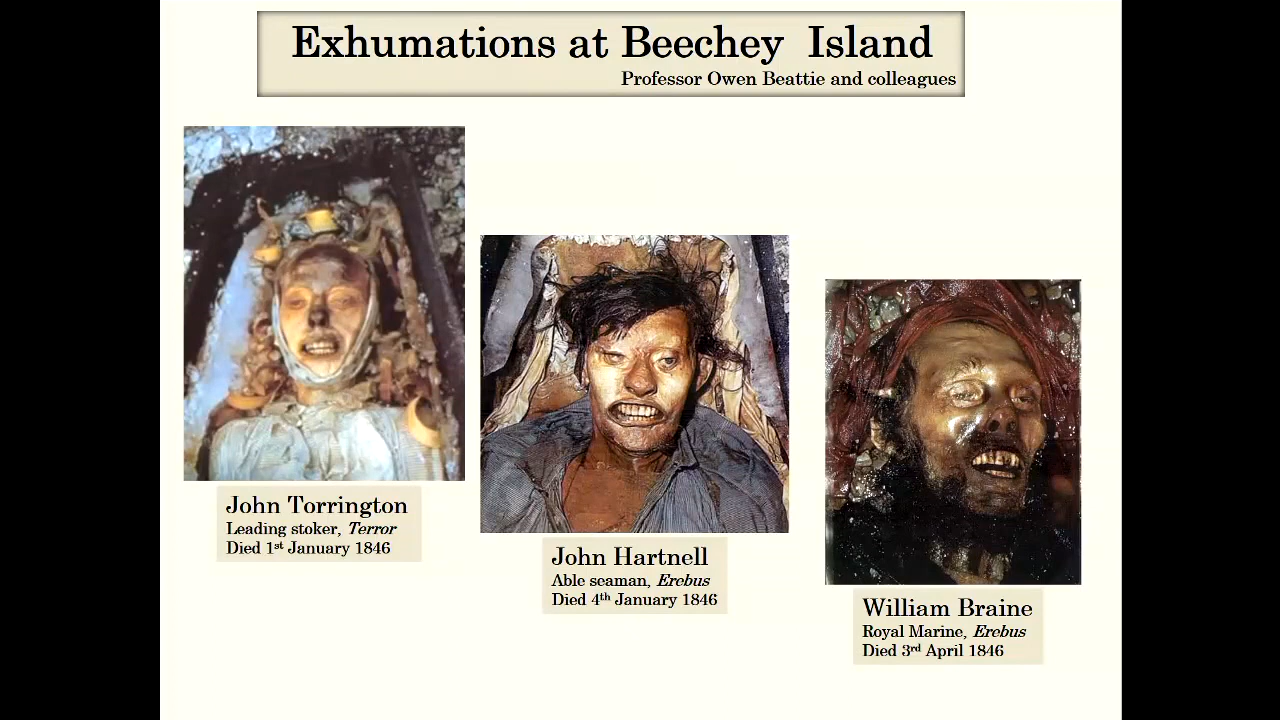 Exhumations at Beechey Island
Professor Owen Beattie and colleagues
John Torrington
Leading stoker, Terror
Died 1st January 1846
John Hartnell
Able seaman, Erebus
Died 4th January 1846
William Braine
Royal Marine, Erebus
Died 3rd April 1846